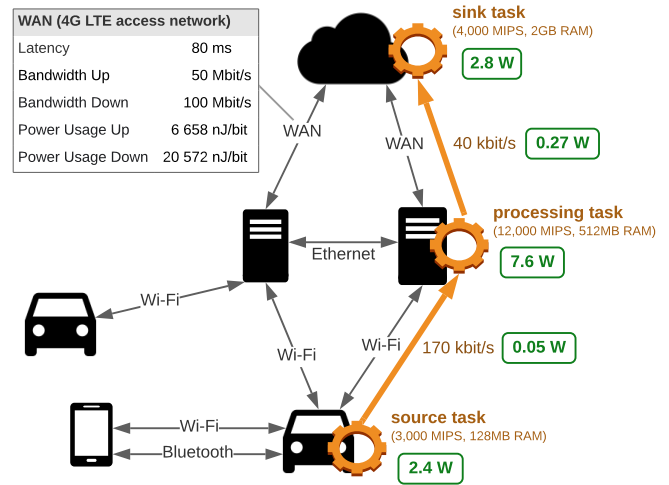 WAN (4G LTE access network)
Latency 80 ms
Bandwidth Up 50 Mbit/s
Bandwidth Down 100 Mbit/s
Power Usage Up 6 658 nJ/bit
Power Usage Down 20 572 nJ/bit
sink task
(4,000 MIPS, 2GB RAM)
2.8 W
WAN
WAN
40 kbit/s
0.27 W
processing task
(12,000 MIPS, 512MB RAM)
7.6 W
Ethernet
Wi-Fi
Wi-Fi
Wi-Fi
170 kbit/s
0.05 W
source task
(3,000 MIPS, 128MB RAM)
2.4 W
Wi-Fi
Bluetooth